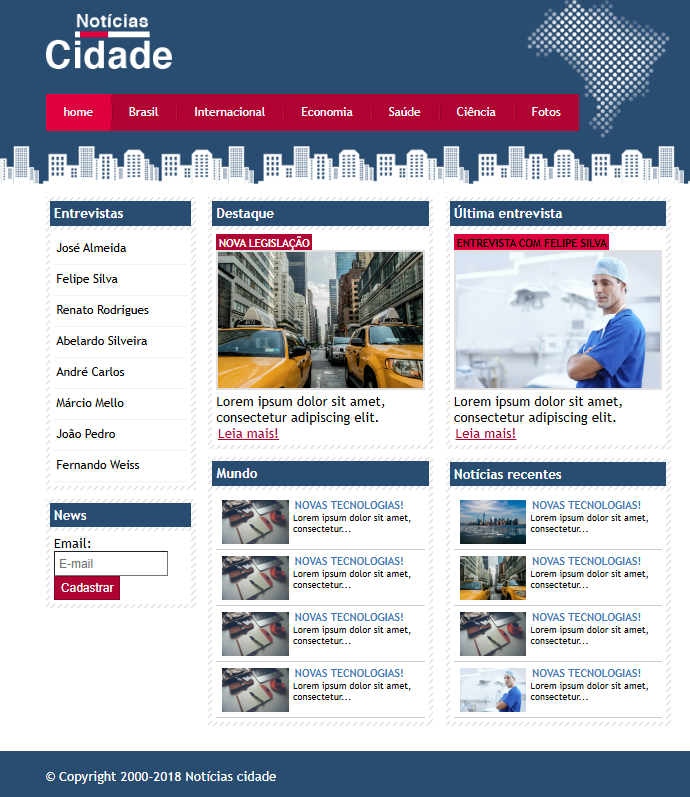 Notícias
Cidade
home Brasil Internacional Economia Saúde Ciência Fotos
Entrevistas
José Almeida
Felipe Silva
Renato Rodrigues
Abelardo Silveira
André Carlos
Márcio Mello
João Pedro
Fernando Weiss
News
Email:
E-mail
Cadastrar
Destaque
NOVA LEGISLAÇÃO
Lorem ipsum dolor sit amet,
consectetur adipiscing elit.
Leia mais!
Mundo
NOVAS TECNOLOGIAS!
Lorem ipsum dolor sit amet,
consectetur...
NOVAS TECNOLOGIAS!
Lorem ipsum dolor sit amet,
consectetur...
NOVAS TECNOLOGIAS!
Lorem ipsum dolor sit amet,
consectetur...
NOVAS TECNOLOGIAS!
Lorem ipsum dolor sit amet,
consectetur...
Última entrevista
ENTREVISTA COM FELIPE SILVA
Lorem ipsum dolor sit amet,
consectetur adipiscing elit.
Leia mais!
Notícias recentes
NOVAS TECNOLOGIAS!
Lorem ipsum dolor sit amet,
consectetur...
NOVAS TECNOLOGIAS!
Lorem ipsum dolor sit amet,
consectetur...
NOVAS TECNOLOGIAS!
Lorem ipsum dolor sit amet,
consectetur...
NOVAS TECNOLOGIAS!
Lorem ipsum dolor sit amet,
consectetur...
© Copyright 2000-2018 Notícias cidade